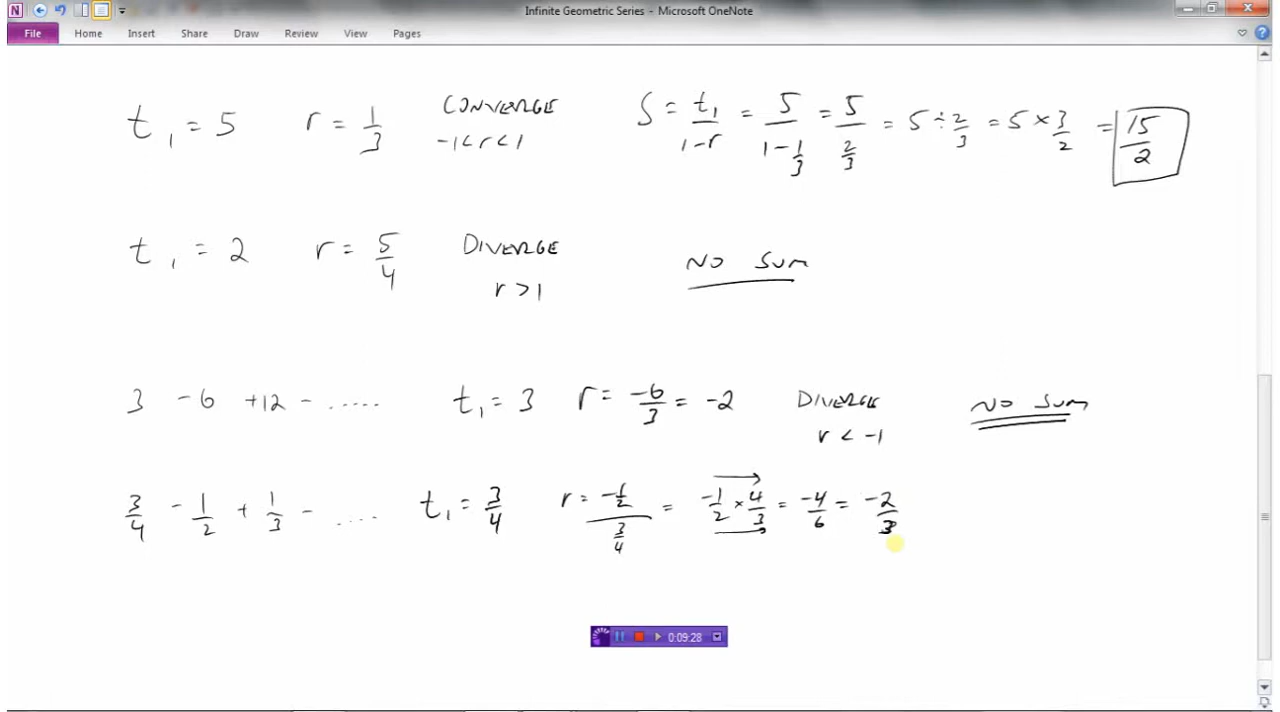 Infinite Geometric Series - Microsoft OneNote
File Home Insert Share Draw Review View Pages
t₁ = 5 r = 1/3 CONVERGE S = t₁/(1-r) = 5/(1-1/3) = 5/(2/3) = 5 ÷ 2/3 = 5 × 3/2 = 15/2
-1<r<1
t₁ = 2 r = 5/4 DIVERGE NO SUM
r > 1
3 -6 +12 - ..... t₁ = 3 r = -6/3 = -2 DIVERGE NO SUM
r < -1
3/4 - 1/2 + 1/3 - .... t₁ = 3/4 r = (-1/2)/(3/4) = -1/2 × 4/3 = -4/6 = -2/3
0:09:28